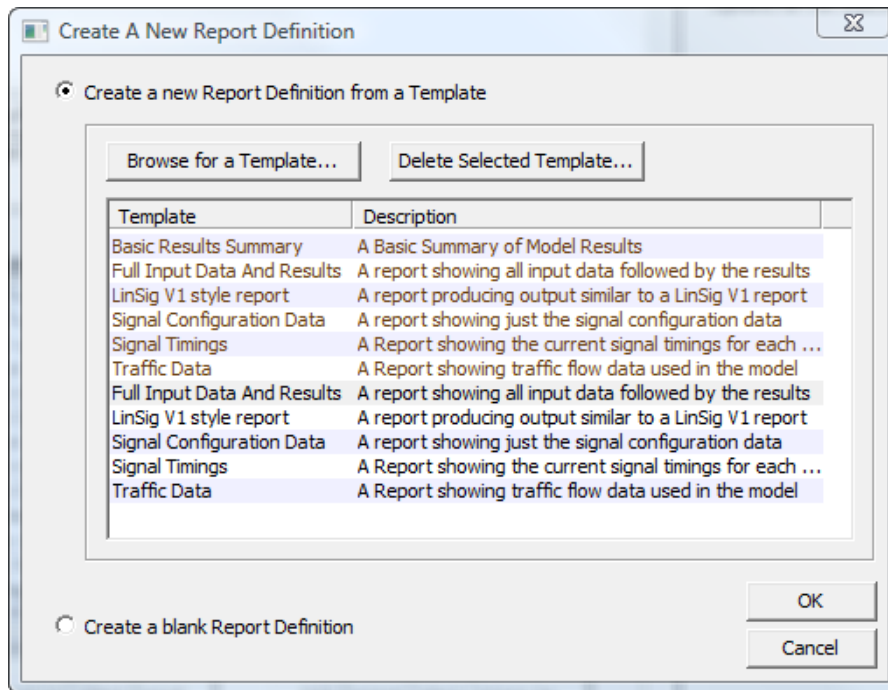 Create A New Report Definition
Create a new Report Definition from a Template
Browse for a Template... Delete Selected Template...
Template Description
Basic Results Summary A Basic Summary of Model Results
Full Input Data And Results A report showing all input data followed by the results
LinSig V1 style report A report producing output similar to a LinSig V1 report
Signal Configuration Data A report showing just the signal configuration data
Signal Timings A Report showing the current signal timings for each ...
Traffic Data A Report showing traffic flow data used in the model
Full Input Data And Results A report showing all input data followed by the results
LinSig V1 style report A report producing output similar to a LinSig V1 report
Signal Configuration Data A report showing just the signal configuration data
Signal Timings A Report showing the current signal timings for each ...
Traffic Data A Report showing traffic flow data used in the model
OK
Create a blank Report Definition
Cancel